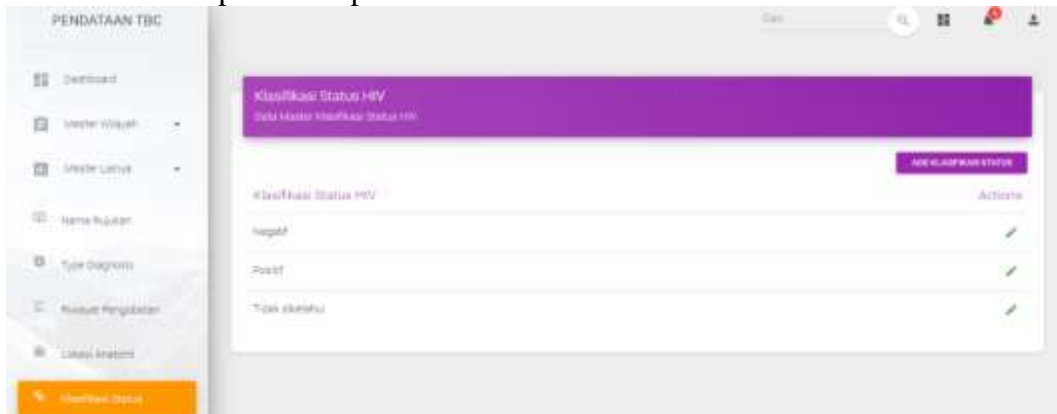 PENDATAAN TBC
Cari
Dashboard
Master Wilayah
Master Lainya
Nama Rujukan
Type Diagnosis
Riwayat Pengobatan
Lokasi Anatomi
Klasifikasi Status
Klasifikasi Status HIV
Data Master Klasifikasi Status HIV
ADD KLASIFIKASI STATUS
Klasifikasi Status HIV Actions
Negatif
Positif
Tidak diketahui